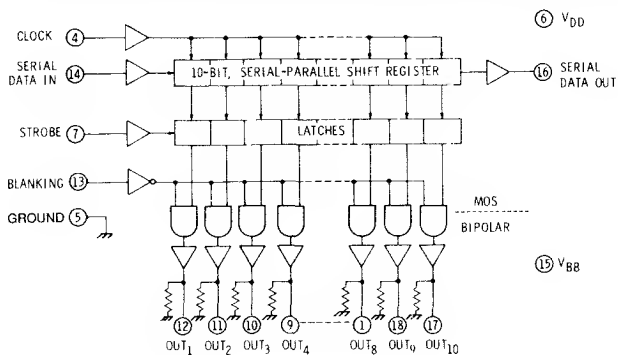 CLOCK 4
6 VDD
SERIAL DATA IN 14
10-BIT, SERIAL-PARALLEL SHIFT REGISTER
16 SERIAL DATA OUT
STROBE 7
LATCHES
BLANKING 13
MOS
GROUND 5
BIPOLAR
15 VBB
12 11 10 9 1 18 17
OUT1 OUT2 OUT3 OUT4 OUT8 OUT9 OUT10